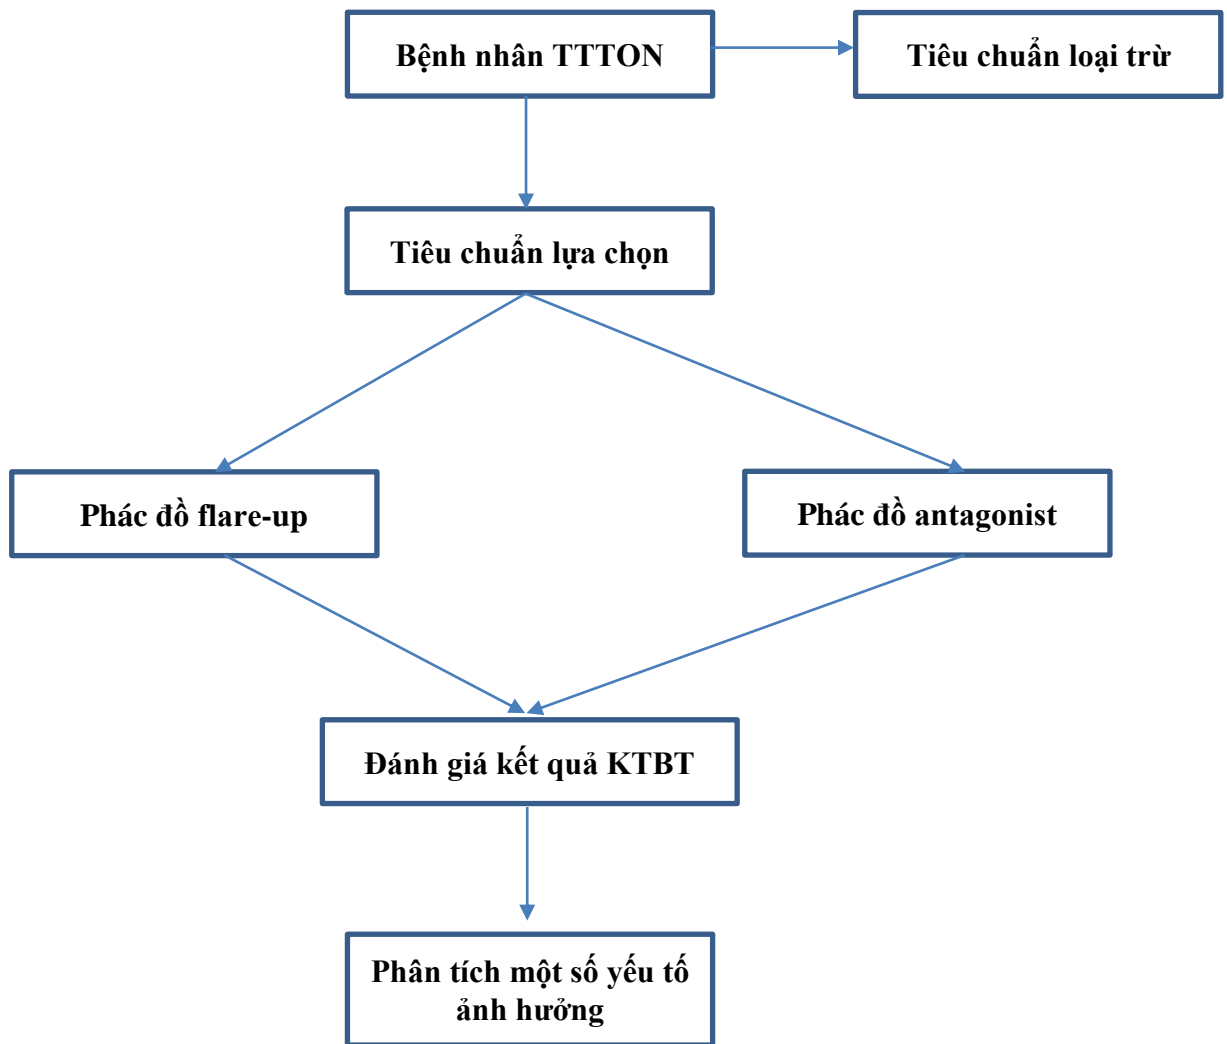 Bệnh nhân TTTON
Tiêu chuẩn loại trừ
Tiêu chuẩn lựa chọn
Phác đồ flare-up
Phác đồ antagonist
Đánh giá kết quả KTBT
Phân tích một số yếu tố
ảnh hưởng